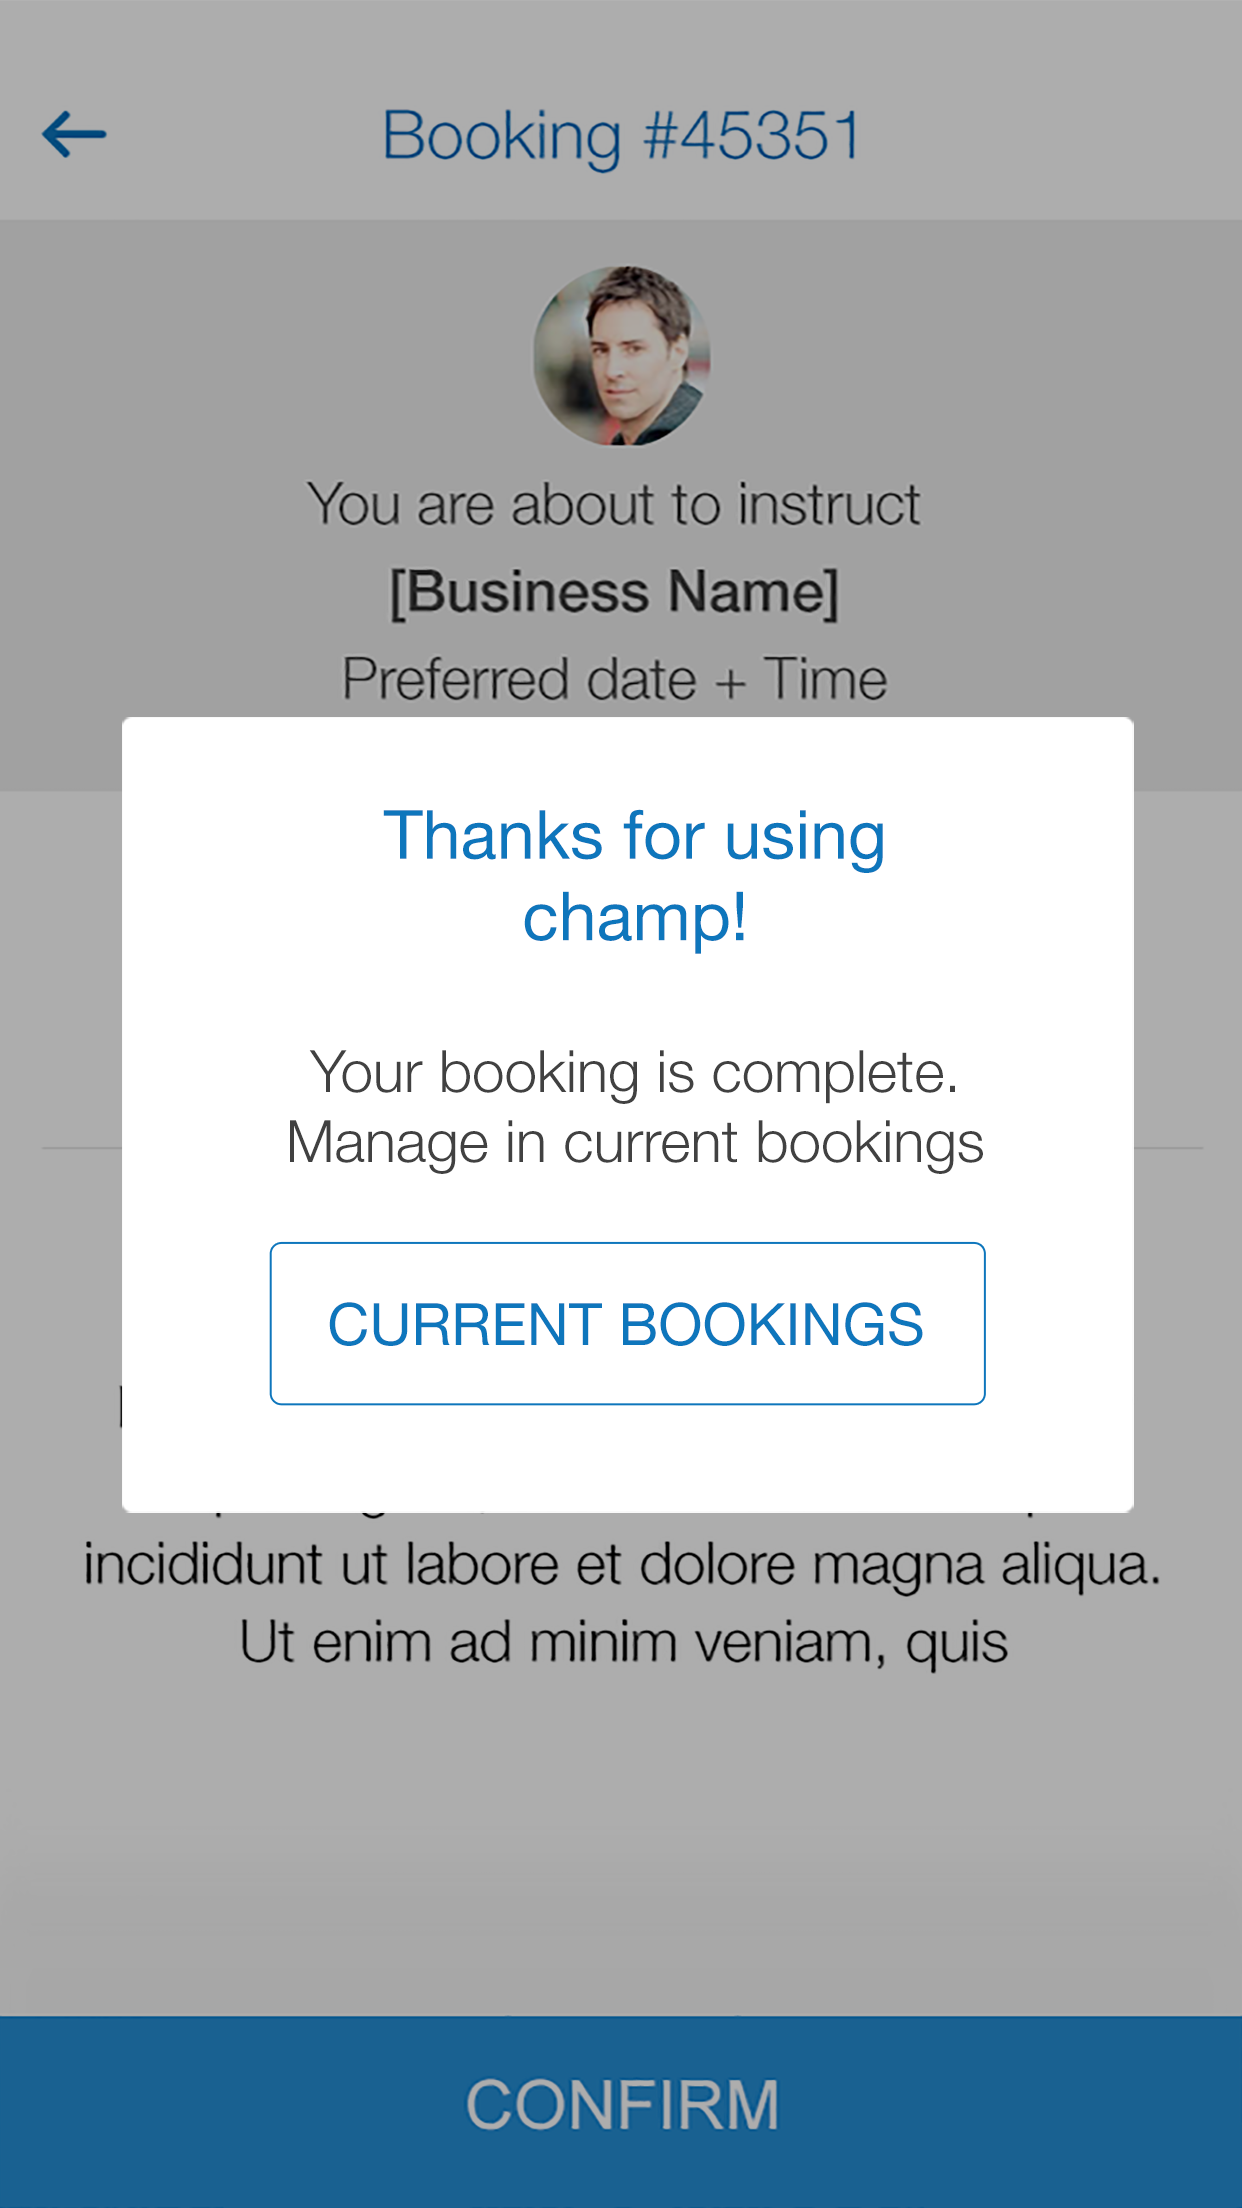 Booking #45351
You are about to instruct
[Business Name]
Preferred date + Time
Thanks for using
champ!
Your booking is complete.
Manage in current bookings
CURRENT BOOKINGS
incididunt ut labore et dolore magna aliqua.
Ut enim ad minim veniam, quis
CONFIRM